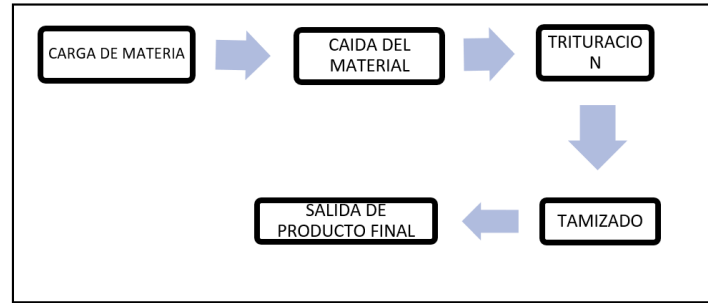 CARGA DE MATERIA
CAIDA DEL
MATERIAL
TRITURACIO
N
TAMIZADO
SALIDA DE
PRODUCTO FINAL